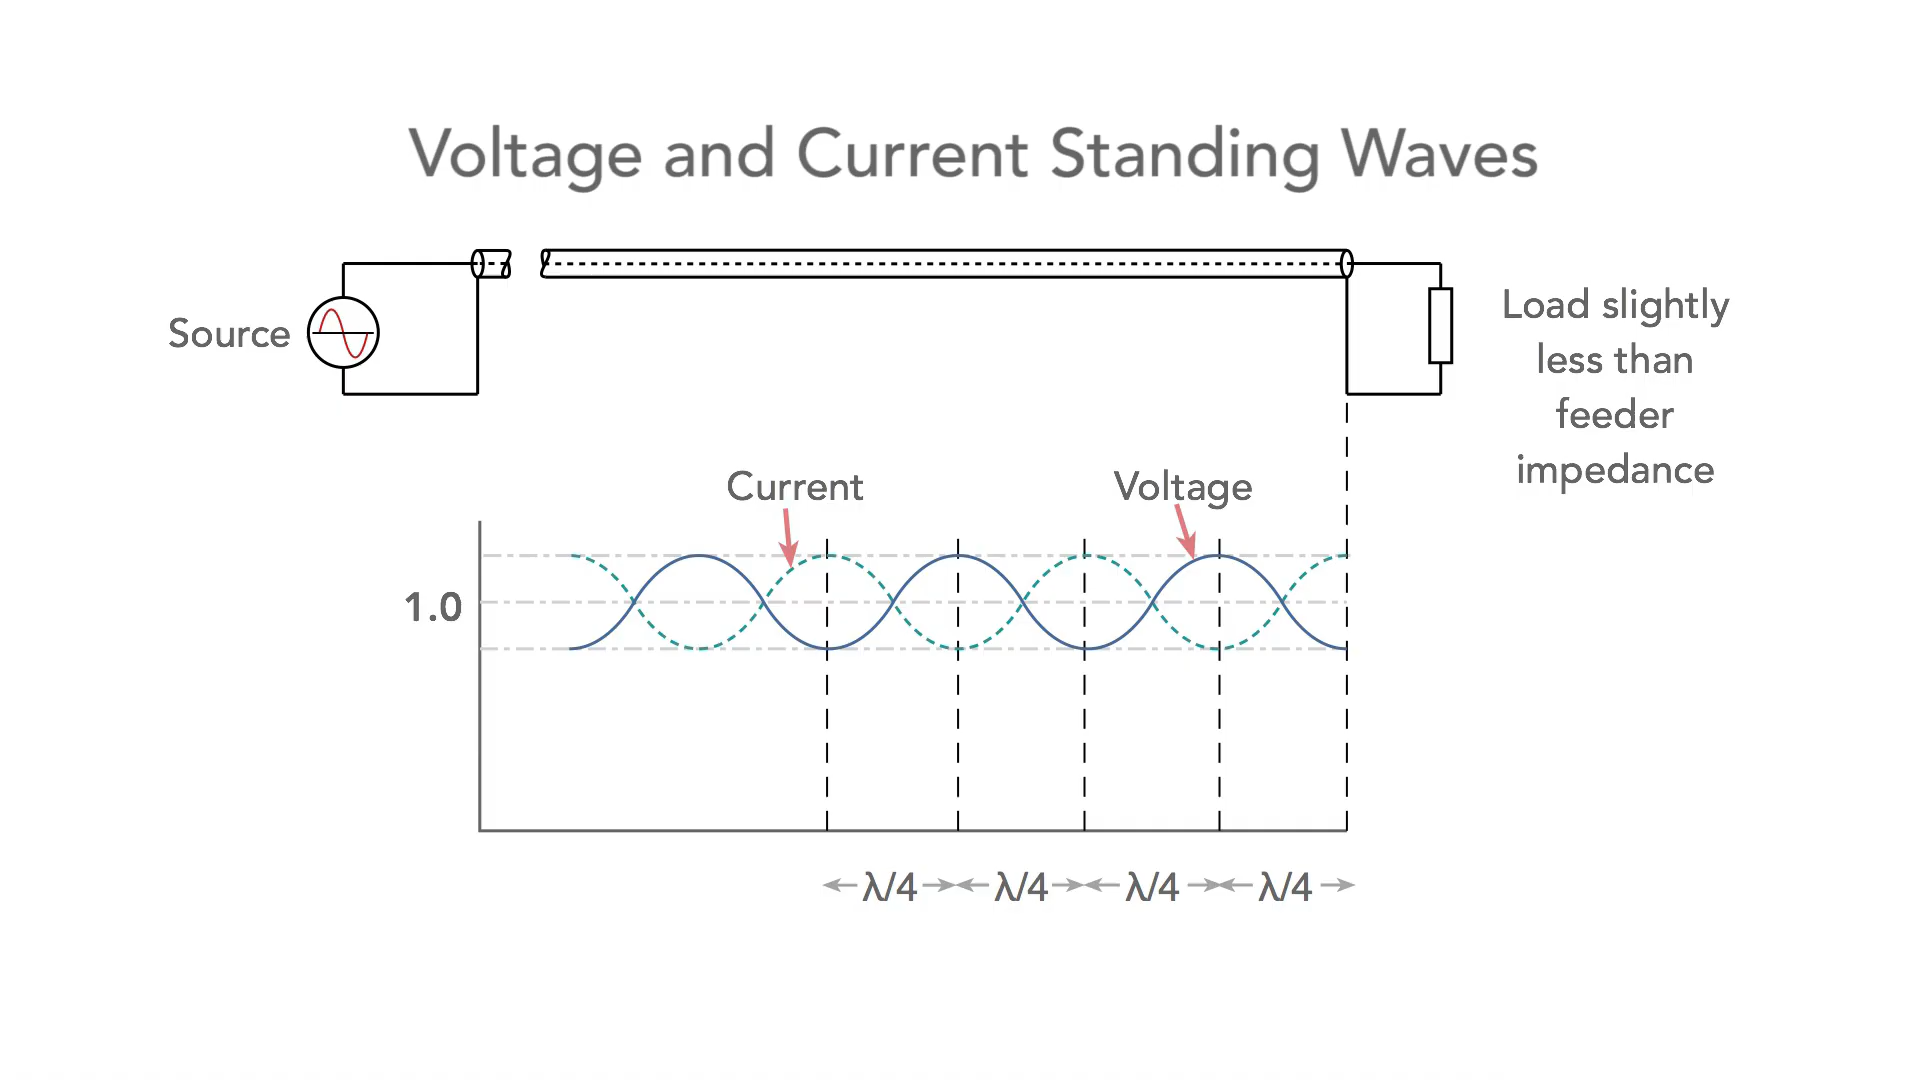 Voltage and Current Standing Waves
Source
Load slightly
less than
feeder
impedance
Current
Voltage
1.0
λ/4
λ/4
λ/4
λ/4